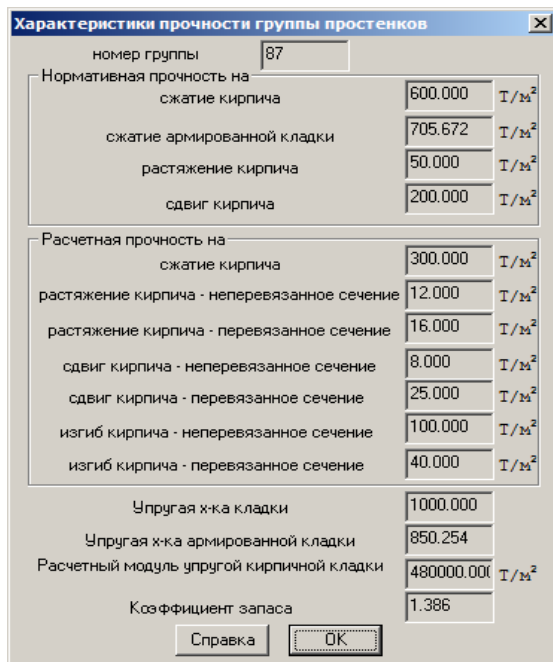 Характеристики прочности группы простенков
номер группы 87
Нормативная прочность на
сжатие кирпича 600.000 Т/м²
сжатие армированной кладки 705.672 Т/м²
растяжение кирпича 50.000 Т/м²
сдвиг кирпича 200.000 Т/м²
Расчетная прочность на
сжатие кирпича 300.000 Т/м²
растяжение кирпича - неперевязанное сечение 12.000 Т/м²
растяжение кирпича - перевязанное сечение 16.000 Т/м²
сдвиг кирпича - неперевязанное сечение 8.000 Т/м²
сдвиг кирпича - перевязанное сечение 25.000 Т/м²
изгиб кирпича - неперевязанное сечение 100.000 Т/м²
изгиб кирпича - перевязанное сечение 40.000 Т/м²
Упругая х-ка кладки 1000.000
Упругая х-ка армированной кладки 850.254
Расчетный модуль упругой кирпичной кладки 480000.00( Т/м²
Коэффициент запаса 1.386
Справка OK